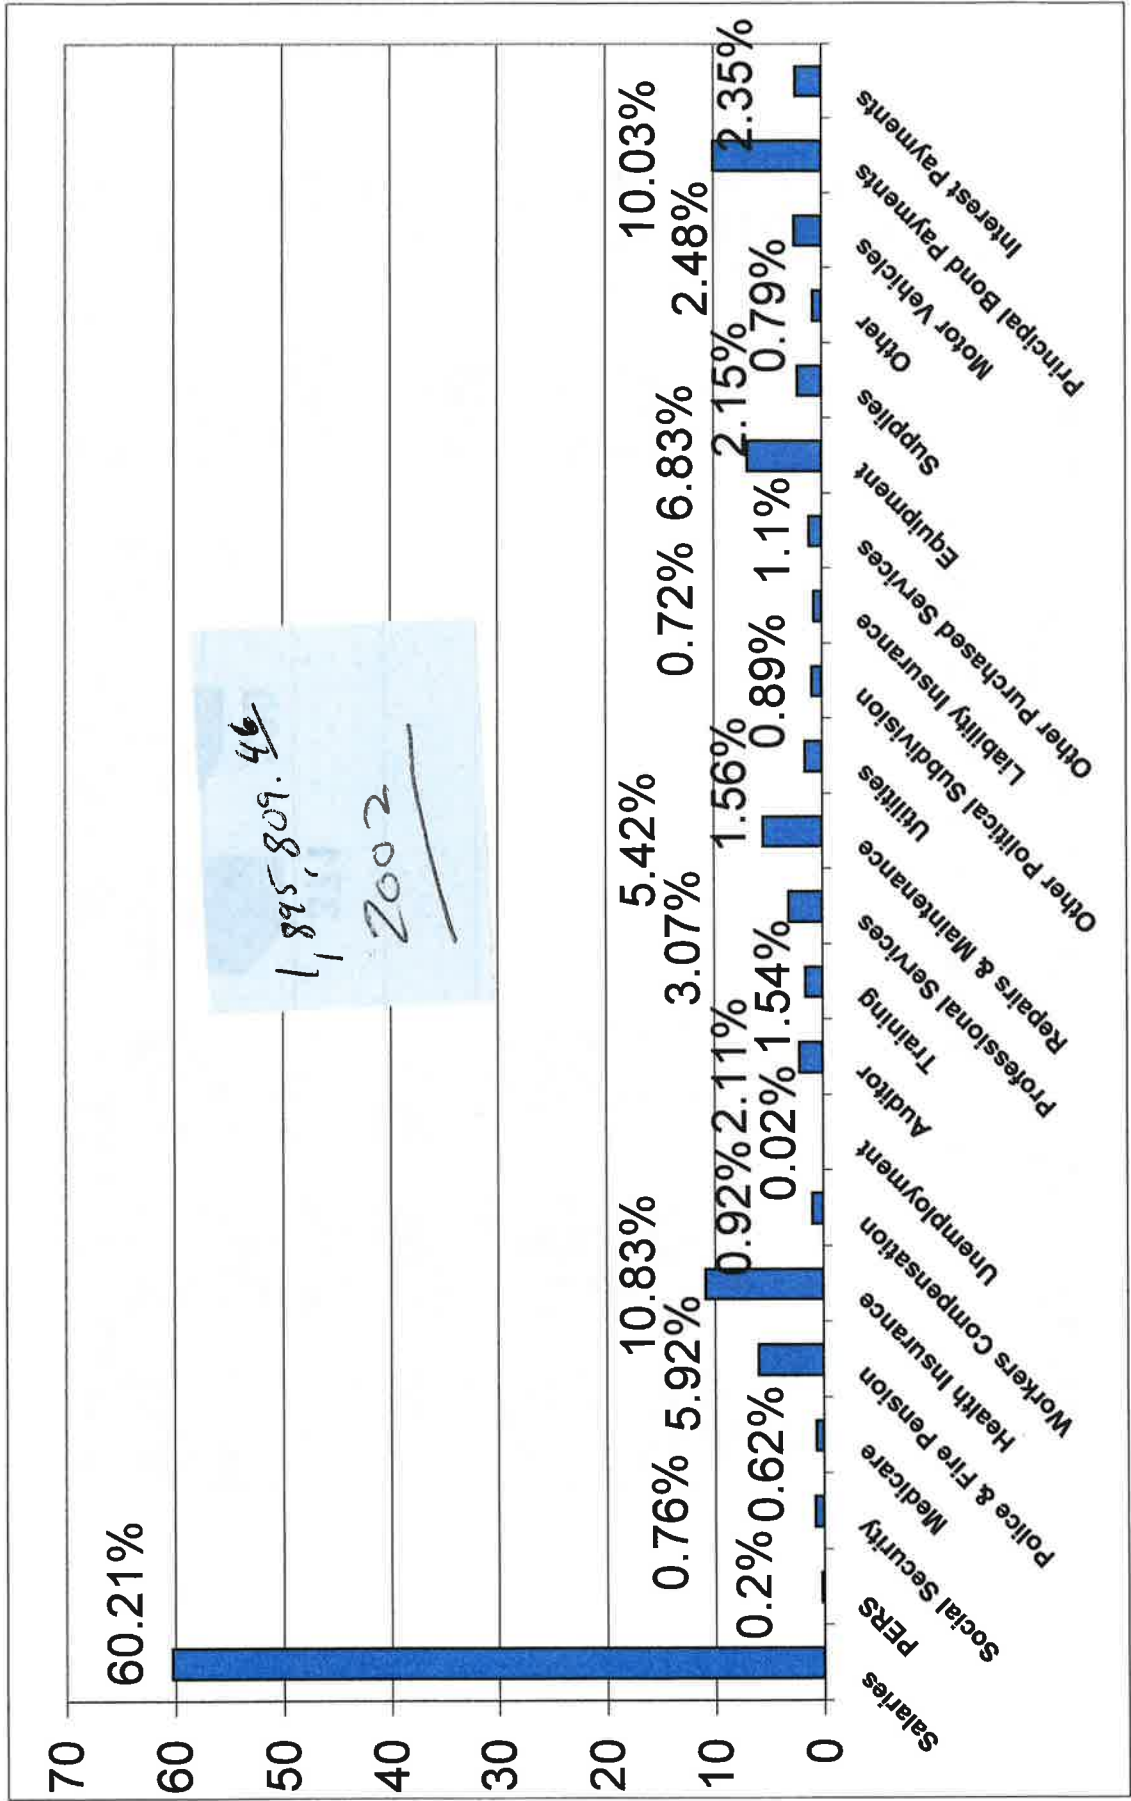 70
60
50
40
30
20
10
0
1,895,809.46
2002
60.21%
0.2%
0.76%
0.62%
5.92%
10.83%
0.92%
0.02%
2.11%
1.54%
3.07%
5.42%
1.56%
0.89%
0.72%
1.1%
6.83%
2.15%
0.79%
2.48%
10.03%
2.35%
Salaries
PERS
Social Security
Medicare
Police & Fire Pension
Health Insurance
Workers Compensation
Unemployment
Auditor
Training
Professional Services
Repairs & Maintenance
Utilities
Other Political Subdivision
Liability Insurance
Other Purchased Services
Equipment
Supplies
Other
Motor Vehicles
Principal Bond Payments
Interest Payments